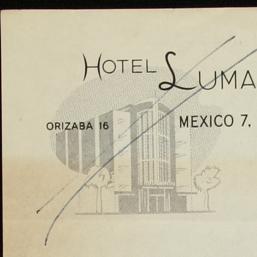 HOTEL LUMA
ORIZABA 16
MEXICO 7,